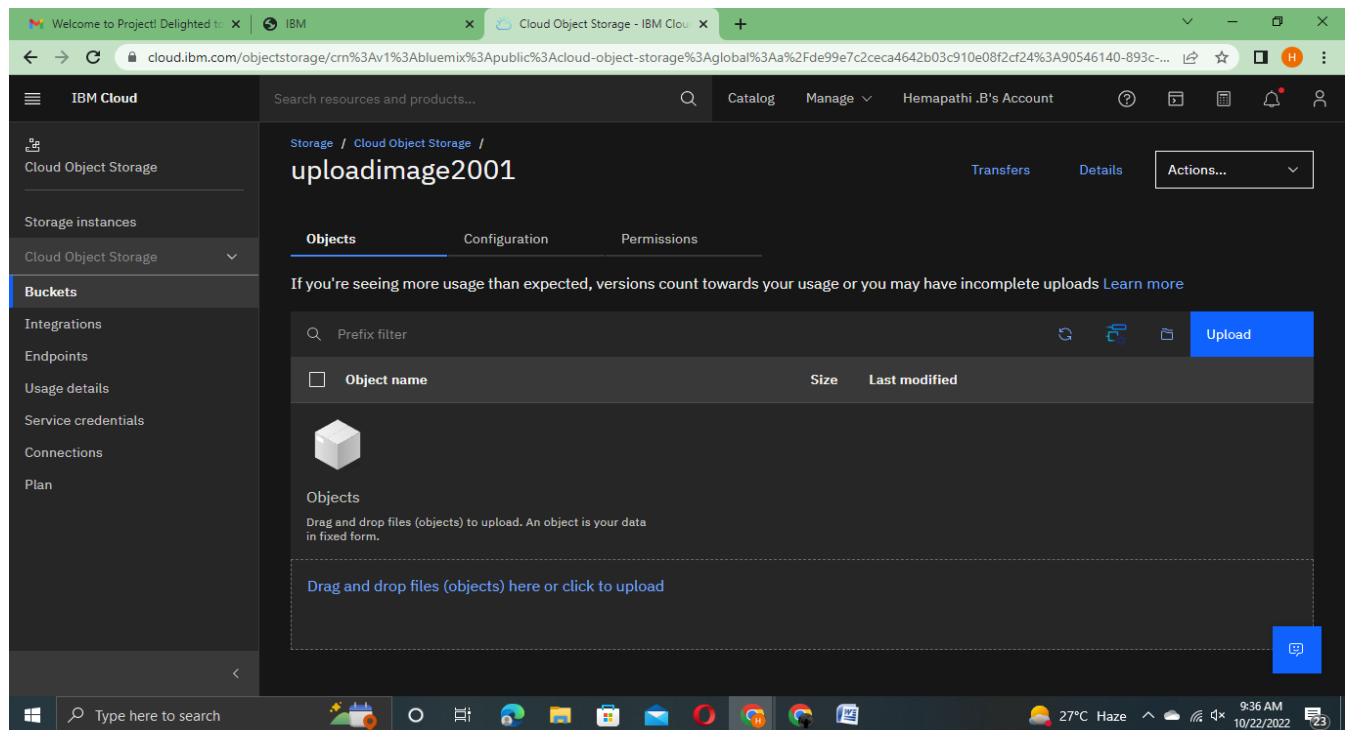 Welcome to Project! Delighted to
IBM
Cloud Object Storage - IBM Clou
cloud.ibm.com/objectstorage/crn%3Av1%3Abluemix%3Apublic%3Acloud-object-storage%3Aglobal%3Aa%2Fde99e7c2ceca4642b03c910e08f2cf24%3A90546140-893c-...
H
IBM Cloud
Search resources and products...
Catalog
Manage
Hemapathi .B's Account
Cloud Object Storage
Storage instances
Cloud Object Storage
Buckets
Integrations
Endpoints
Usage details
Service credentials
Connections
Plan
Storage / Cloud Object Storage /
uploadimage2001
Transfers
Details
Actions...
Objects
Configuration
Permissions
If you're seeing more usage than expected, versions count towards your usage or you may have incomplete uploads Learn more
Prefix filter
Upload
Object name
Size
Last modified
Objects
Drag and drop files (objects) to upload. An object is your data
in fixed form.
Drag and drop files (objects) here or click to upload
Type here to search
27°C Haze
9:36 AM
10/22/2022
23